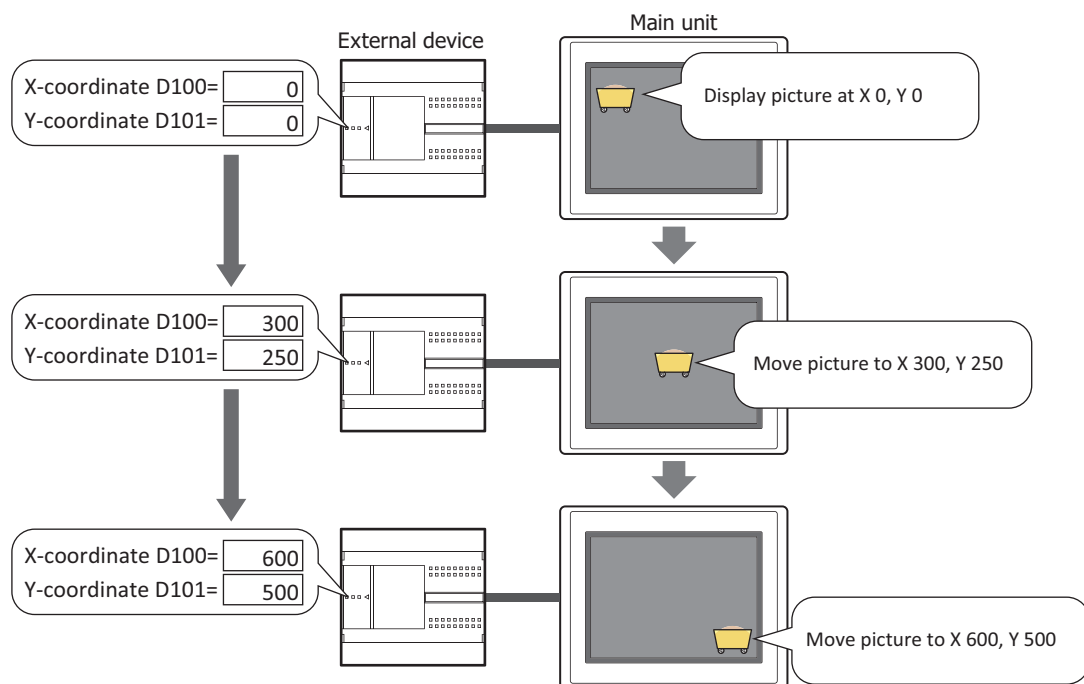 External device
Main unit
X-coordinate D100= 0
Y-coordinate D101= 0
Display picture at X 0, Y 0
X-coordinate D100= 300
Y-coordinate D101= 250
Move picture to X 300, Y 250
X-coordinate D100= 600
Y-coordinate D101= 500
Move picture to X 600, Y 500